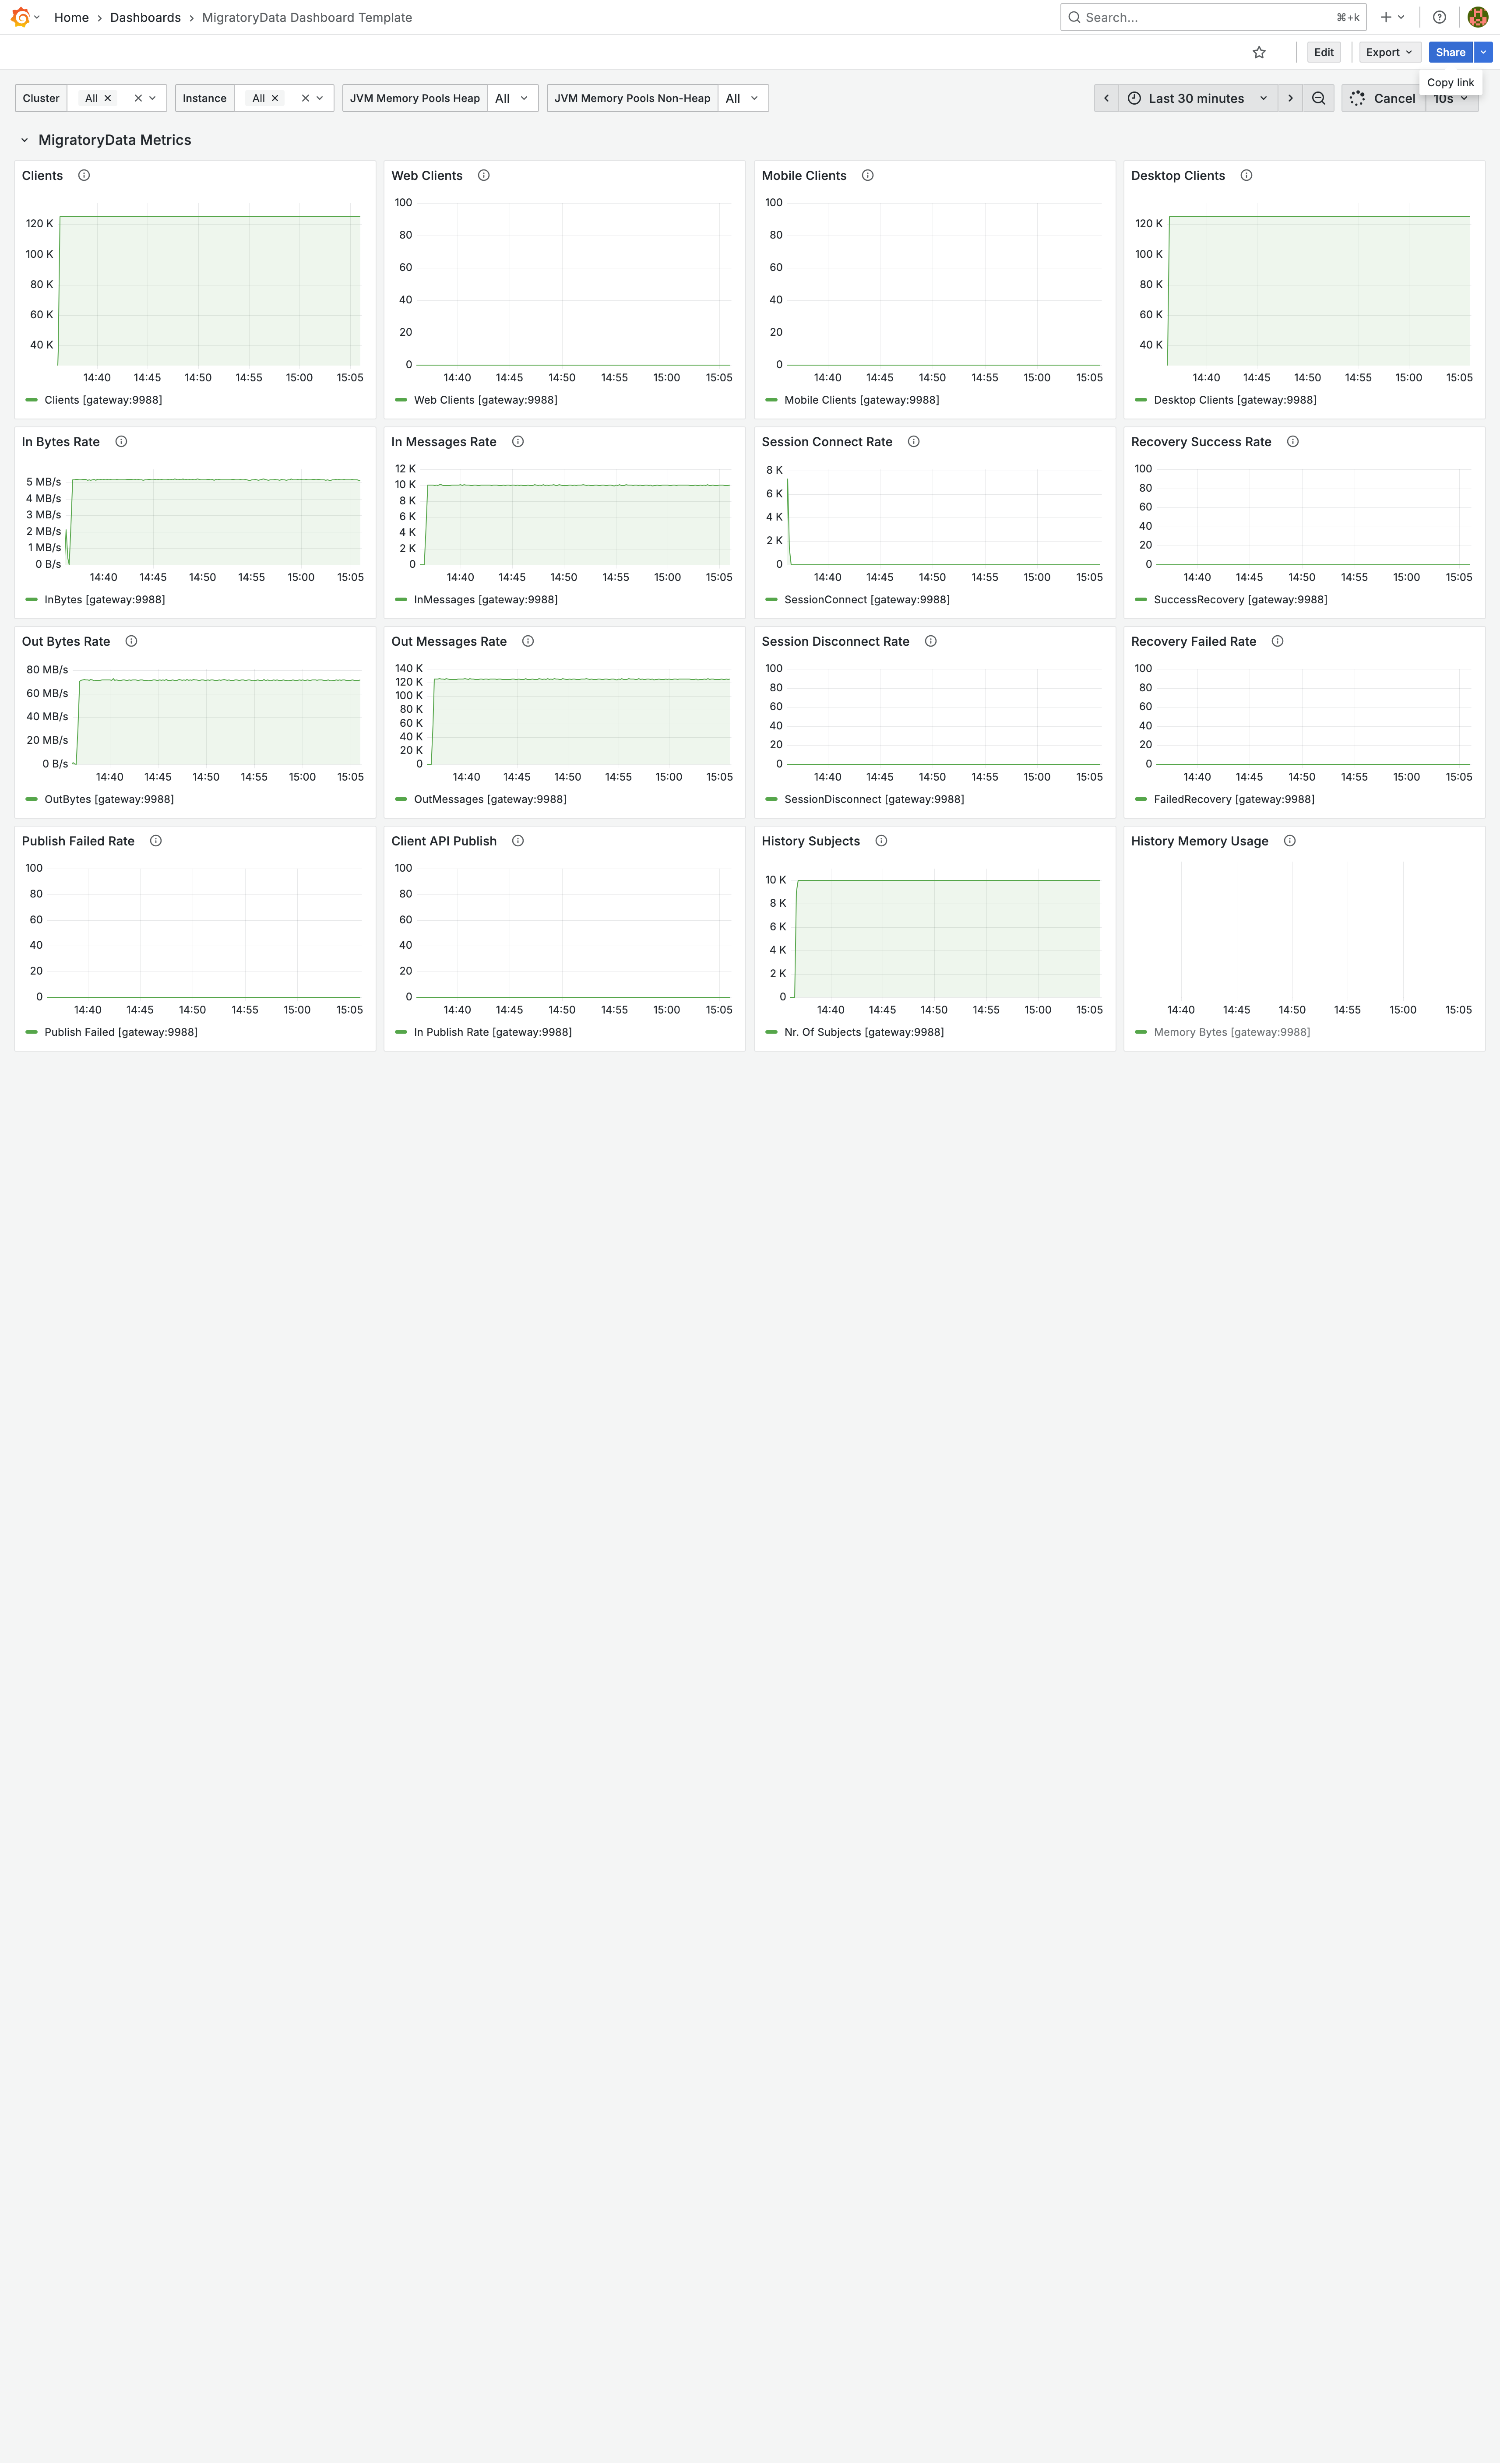 Home > Dashboards > MigratoryData Dashboard Template
Search... ⌘+k
Edit Export Share
Copy link
Cluster All Instance All JVM Memory Pools Heap All JVM Memory Pools Non-Heap All Last 30 minutes Cancel 10s
MigratoryData Metrics
Clients
120 K
100 K
80 K
60 K
40 K
14:40 14:45 14:50 14:55 15:00 15:05
Clients [gateway:9988]
Web Clients
100
80
60
40
20
0
14:40 14:45 14:50 14:55 15:00 15:05
Web Clients [gateway:9988]
Mobile Clients
100
80
60
40
20
0
14:40 14:45 14:50 14:55 15:00 15:05
Mobile Clients [gateway:9988]
Desktop Clients
120 K
100 K
80 K
60 K
40 K
14:40 14:45 14:50 14:55 15:00 15:05
Desktop Clients [gateway:9988]
In Bytes Rate
5 MB/s
4 MB/s
3 MB/s
2 MB/s
1 MB/s
0 B/s
14:40 14:45 14:50 14:55 15:00 15:05
InBytes [gateway:9988]
In Messages Rate
12 K
10 K
8 K
6 K
4 K
2 K
0
14:40 14:45 14:50 14:55 15:00 15:05
InMessages [gateway:9988]
Session Connect Rate
8 K
6 K
4 K
2 K
0
14:40 14:45 14:50 14:55 15:00 15:05
SessionConnect [gateway:9988]
Recovery Success Rate
100
80
60
40
20
0
14:40 14:45 14:50 14:55 15:00 15:05
SuccessRecovery [gateway:9988]
Out Bytes Rate
80 MB/s
60 MB/s
40 MB/s
20 MB/s
0 B/s
14:40 14:45 14:50 14:55 15:00 15:05
OutBytes [gateway:9988]
Out Messages Rate
140 K
120 K
100 K
80 K
60 K
40 K
20 K
0
14:40 14:45 14:50 14:55 15:00 15:05
OutMessages [gateway:9988]
Session Disconnect Rate
100
80
60
40
20
0
14:40 14:45 14:50 14:55 15:00 15:05
SessionDisconnect [gateway:9988]
Recovery Failed Rate
100
80
60
40
20
0
14:40 14:45 14:50 14:55 15:00 15:05
FailedRecovery [gateway:9988]
Publish Failed Rate
100
80
60
40
20
0
14:40 14:45 14:50 14:55 15:00 15:05
Publish Failed [gateway:9988]
Client API Publish
100
80
60
40
20
0
14:40 14:45 14:50 14:55 15:00 15:05
In Publish Rate [gateway:9988]
History Subjects
10 K
8 K
6 K
4 K
2 K
0
14:40 14:45 14:50 14:55 15:00 15:05
Nr. Of Subjects [gateway:9988]
History Memory Usage
14:40 14:45 14:50 14:55 15:00 15:05
Memory Bytes [gateway:9988]